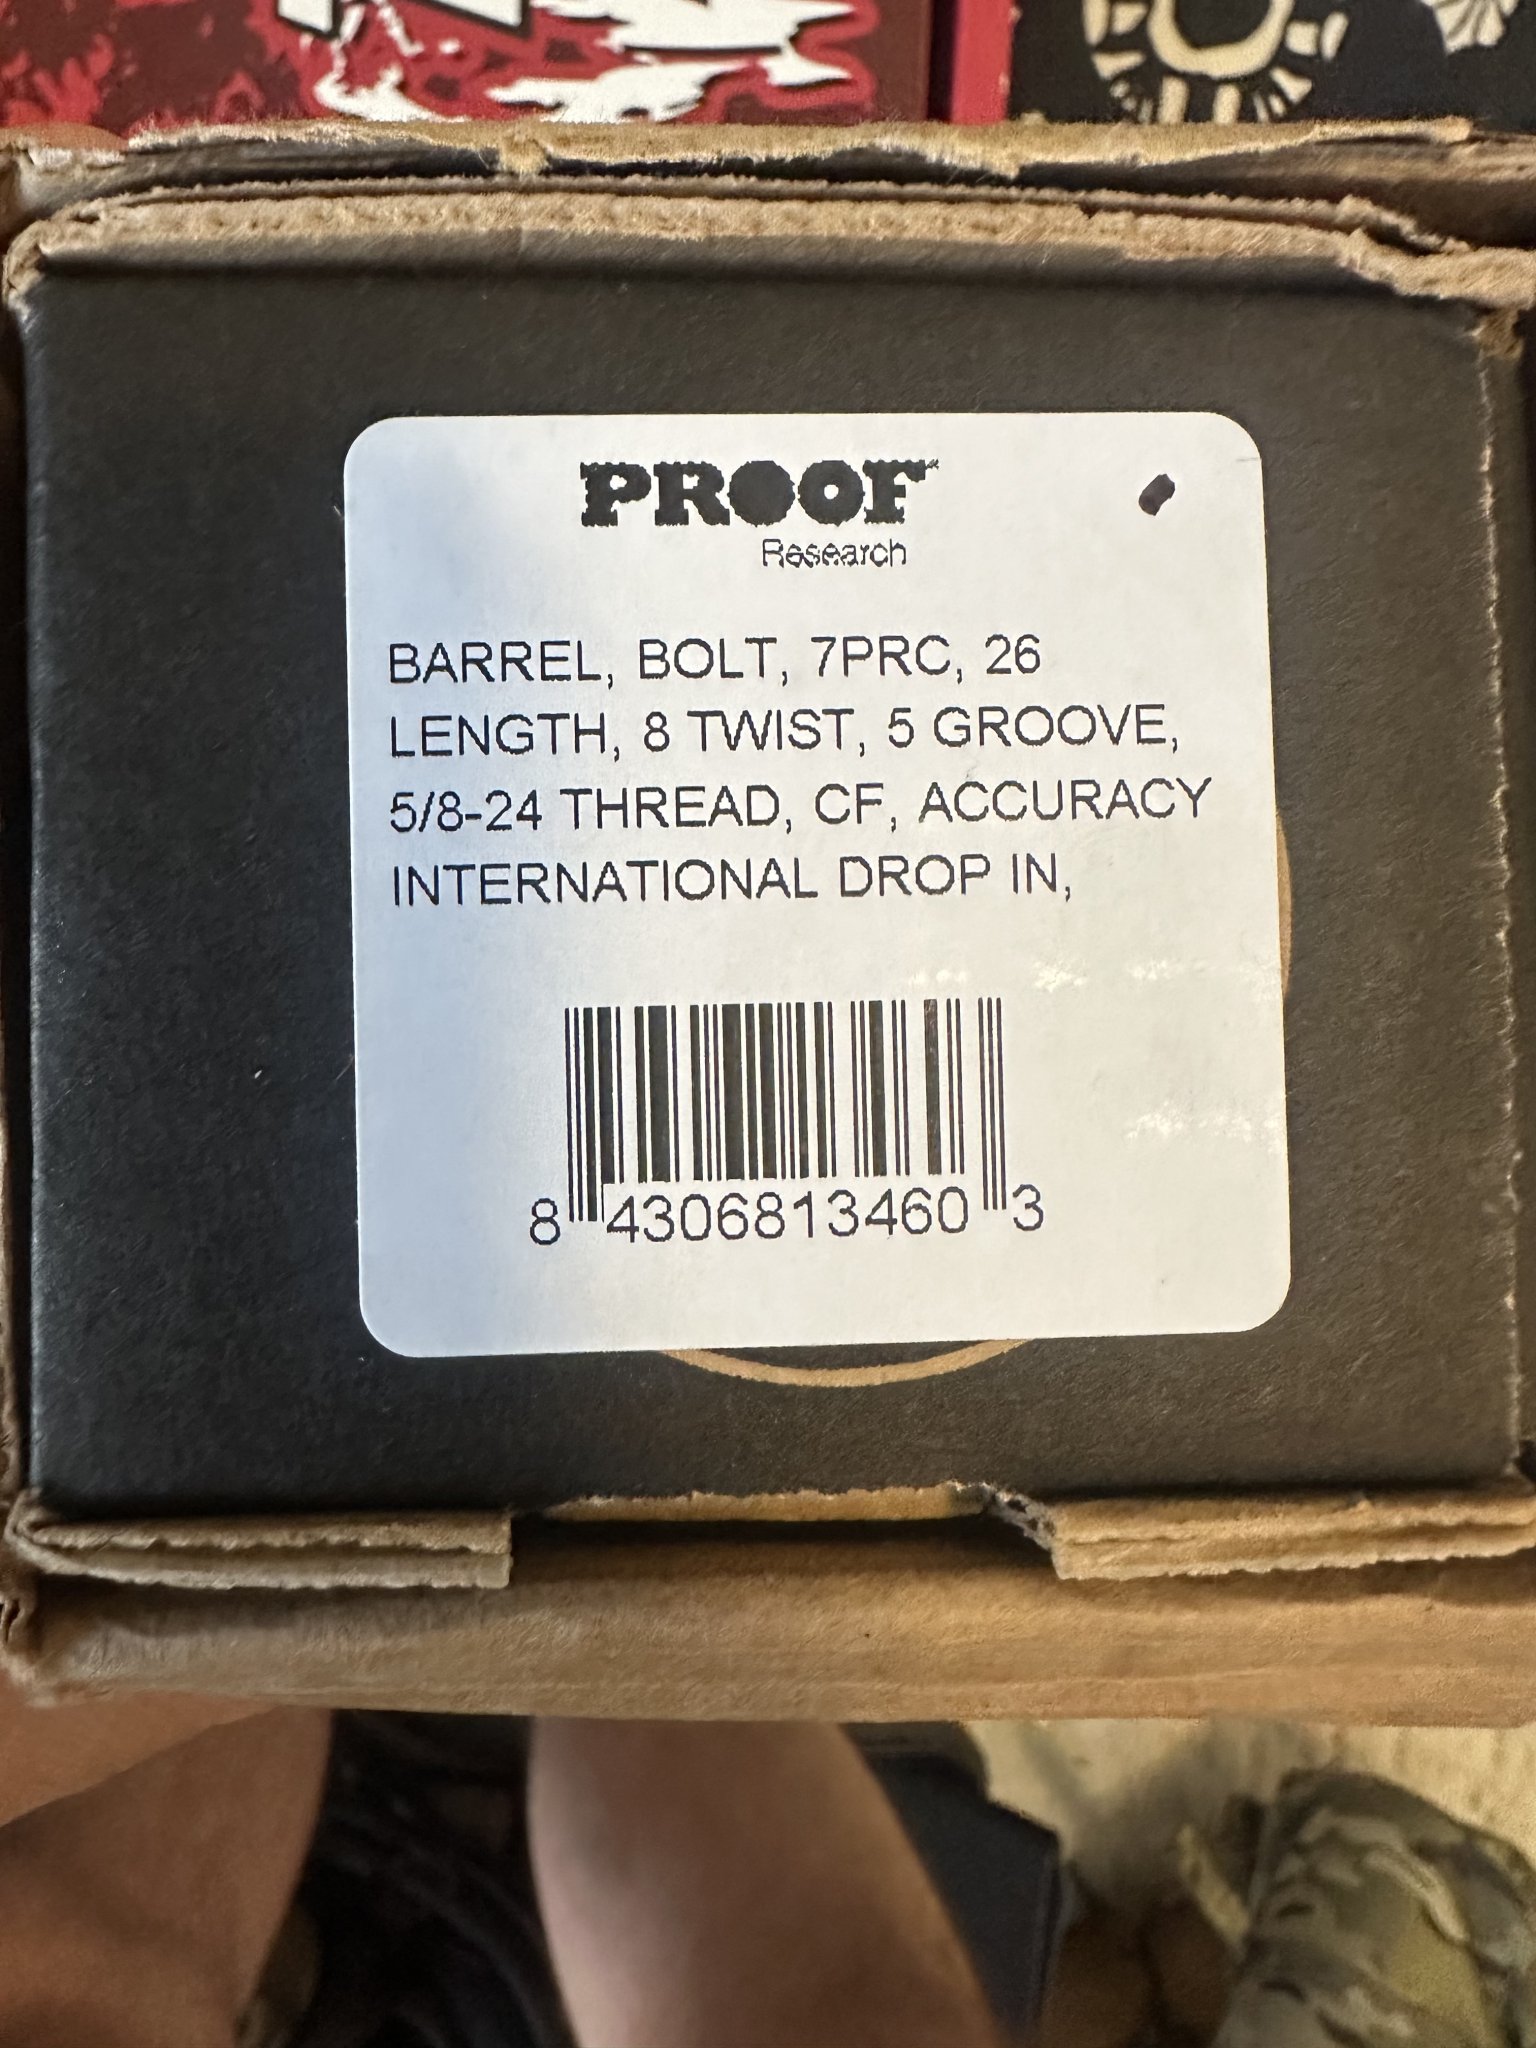 PROOF
Research
BARREL, BOLT, 7PRC, 26
LENGTH, 8 TWIST, 5 GROOVE,
5/8-24 THREAD, CF, ACCURACY
INTERNATIONAL DROP IN,
8 4306813460 3